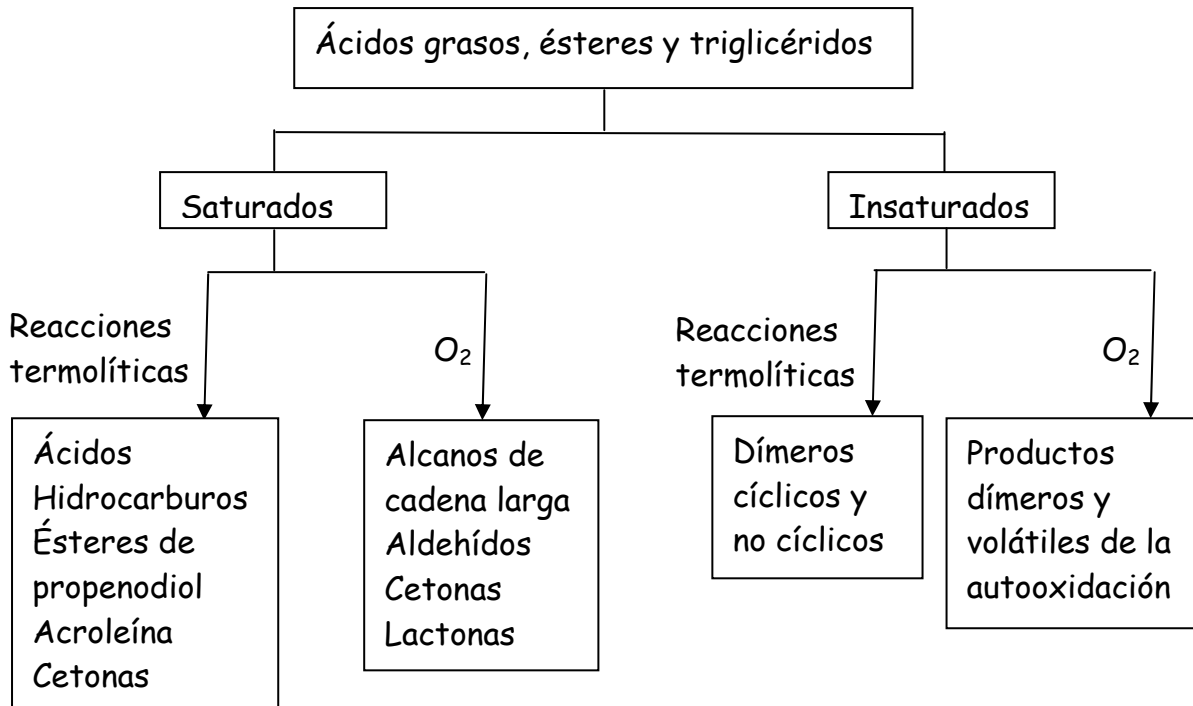 Ácidos grasos, ésteres y triglicéridos
Saturados
Insaturados
Reacciones
termolíticas
O₂
Reacciones
termolíticas
O₂
Ácidos
Hidrocarburos
Ésteres de
propenodiol
Acroleína
Cetonas
Alcanos de
cadena larga
Aldehídos
Cetonas
Lactonas
Dímeros
cíclicos y
no cíclicos
Productos
dímeros y
volátiles de la
autooxidación